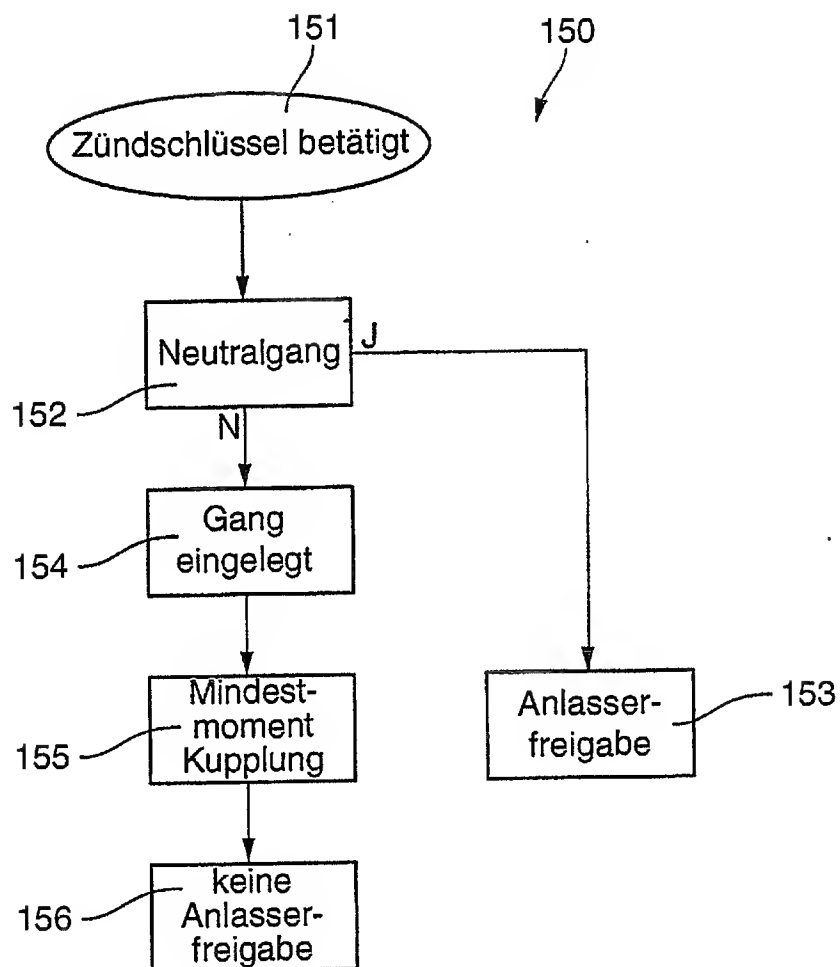 151
150
Zündschlüssel betätigt
Neutralgang
J
152
N
Gang
eingelegt
154
Mindest-
moment
Kupplung
155
Anlasser-
freigabe
153
keine
Anlasser-
freigabe
156